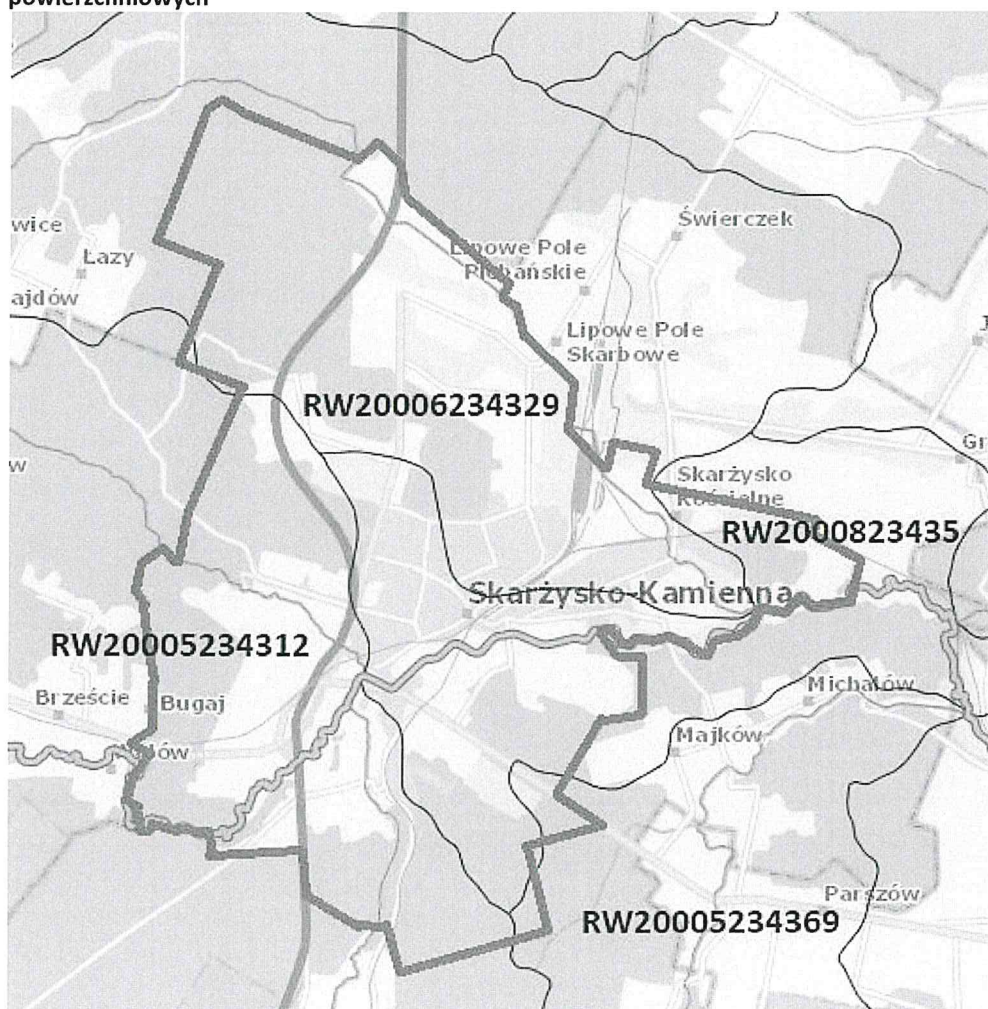 powierzchniowych
wice
Łazy
ajdów
Świerczek
Lipowe Pole
Plebańskie
Lipowe Pole
Skarbowe
RW20006234329
w
Gr
Skarżysko
Kościelne
RW2000823435
Skarżysko-Kamienna
RW20005234312
Brzeście
Bugaj
Michałów
Majków
Parszów
RW20005234369